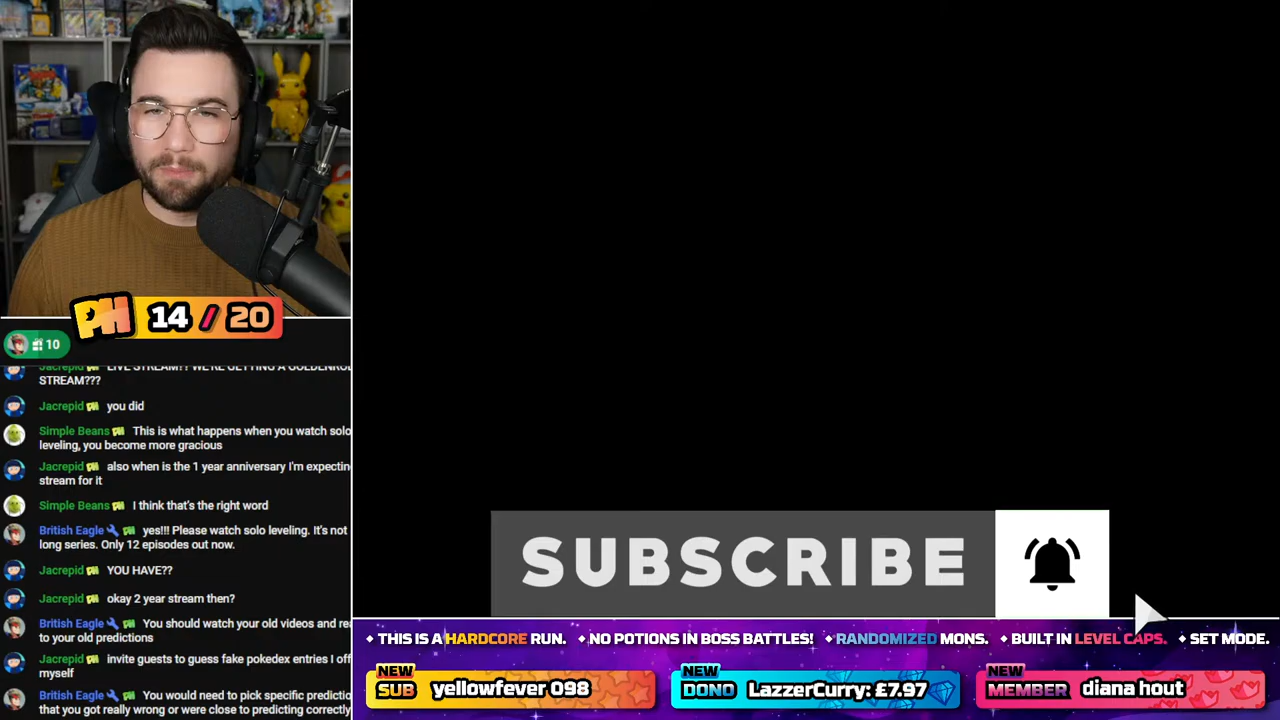 PH 14 / 20
10
STREAM???
Jacrepid you did
Simple Beans This is what happens when you watch solo
leveling, you become more gracious
Jacrepid also when is the 1 year anniversary I'm
stream for it
Simple Beans I think that's the right word
British Eagle yes!!! Please watch solo leveling. It's not
long series. Only 12 episodes out now.
Jacrepid YOU HAVE??
Jacrepid okay 2 year stream then?
British Eagle You should watch your old videos and
to your old predictions
Jacrepid invite guests to guess fake pokedex entries I
myself
British Eagle You would need to pick specific
that you got really wrong or were close to predicting correctly
SUBSCRIBE
THIS IS A HARDCORE RUN. NO POTIONS IN BOSS BATTLES! RANDOMIZED MONS. BUILT IN LEVEL CAPS. SET MODE.
NEW SUB yellowfever 098
NEW DONO LazzerCurry: £7.97
NEW MEMBER diana hout